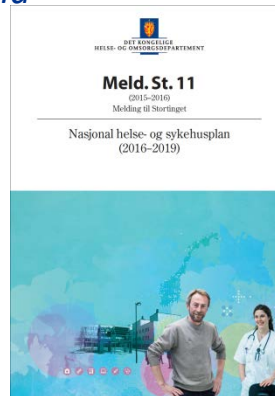 DET KONGELIGE
HELSE- OG OMSORGSDEPARTEMENT
Meld. St. 11
(2015–2016)
Melding til Stortinget
Nasjonal helse- og sykehusplan
(2016–2019)